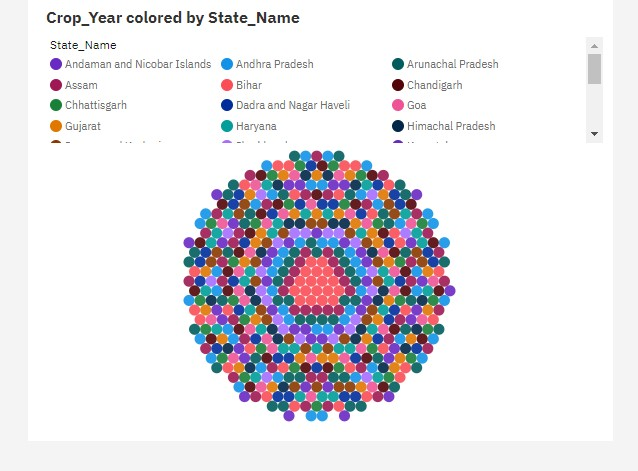 Crop_Year colored by State_Name
State_Name
Andaman and Nicobar Islands Andhra Pradesh Arunachal Pradesh
Assam Bihar Chandigarh
Chhattisgarh Dadra and Nagar Haveli Goa
Gujarat Haryana Himachal Pradesh